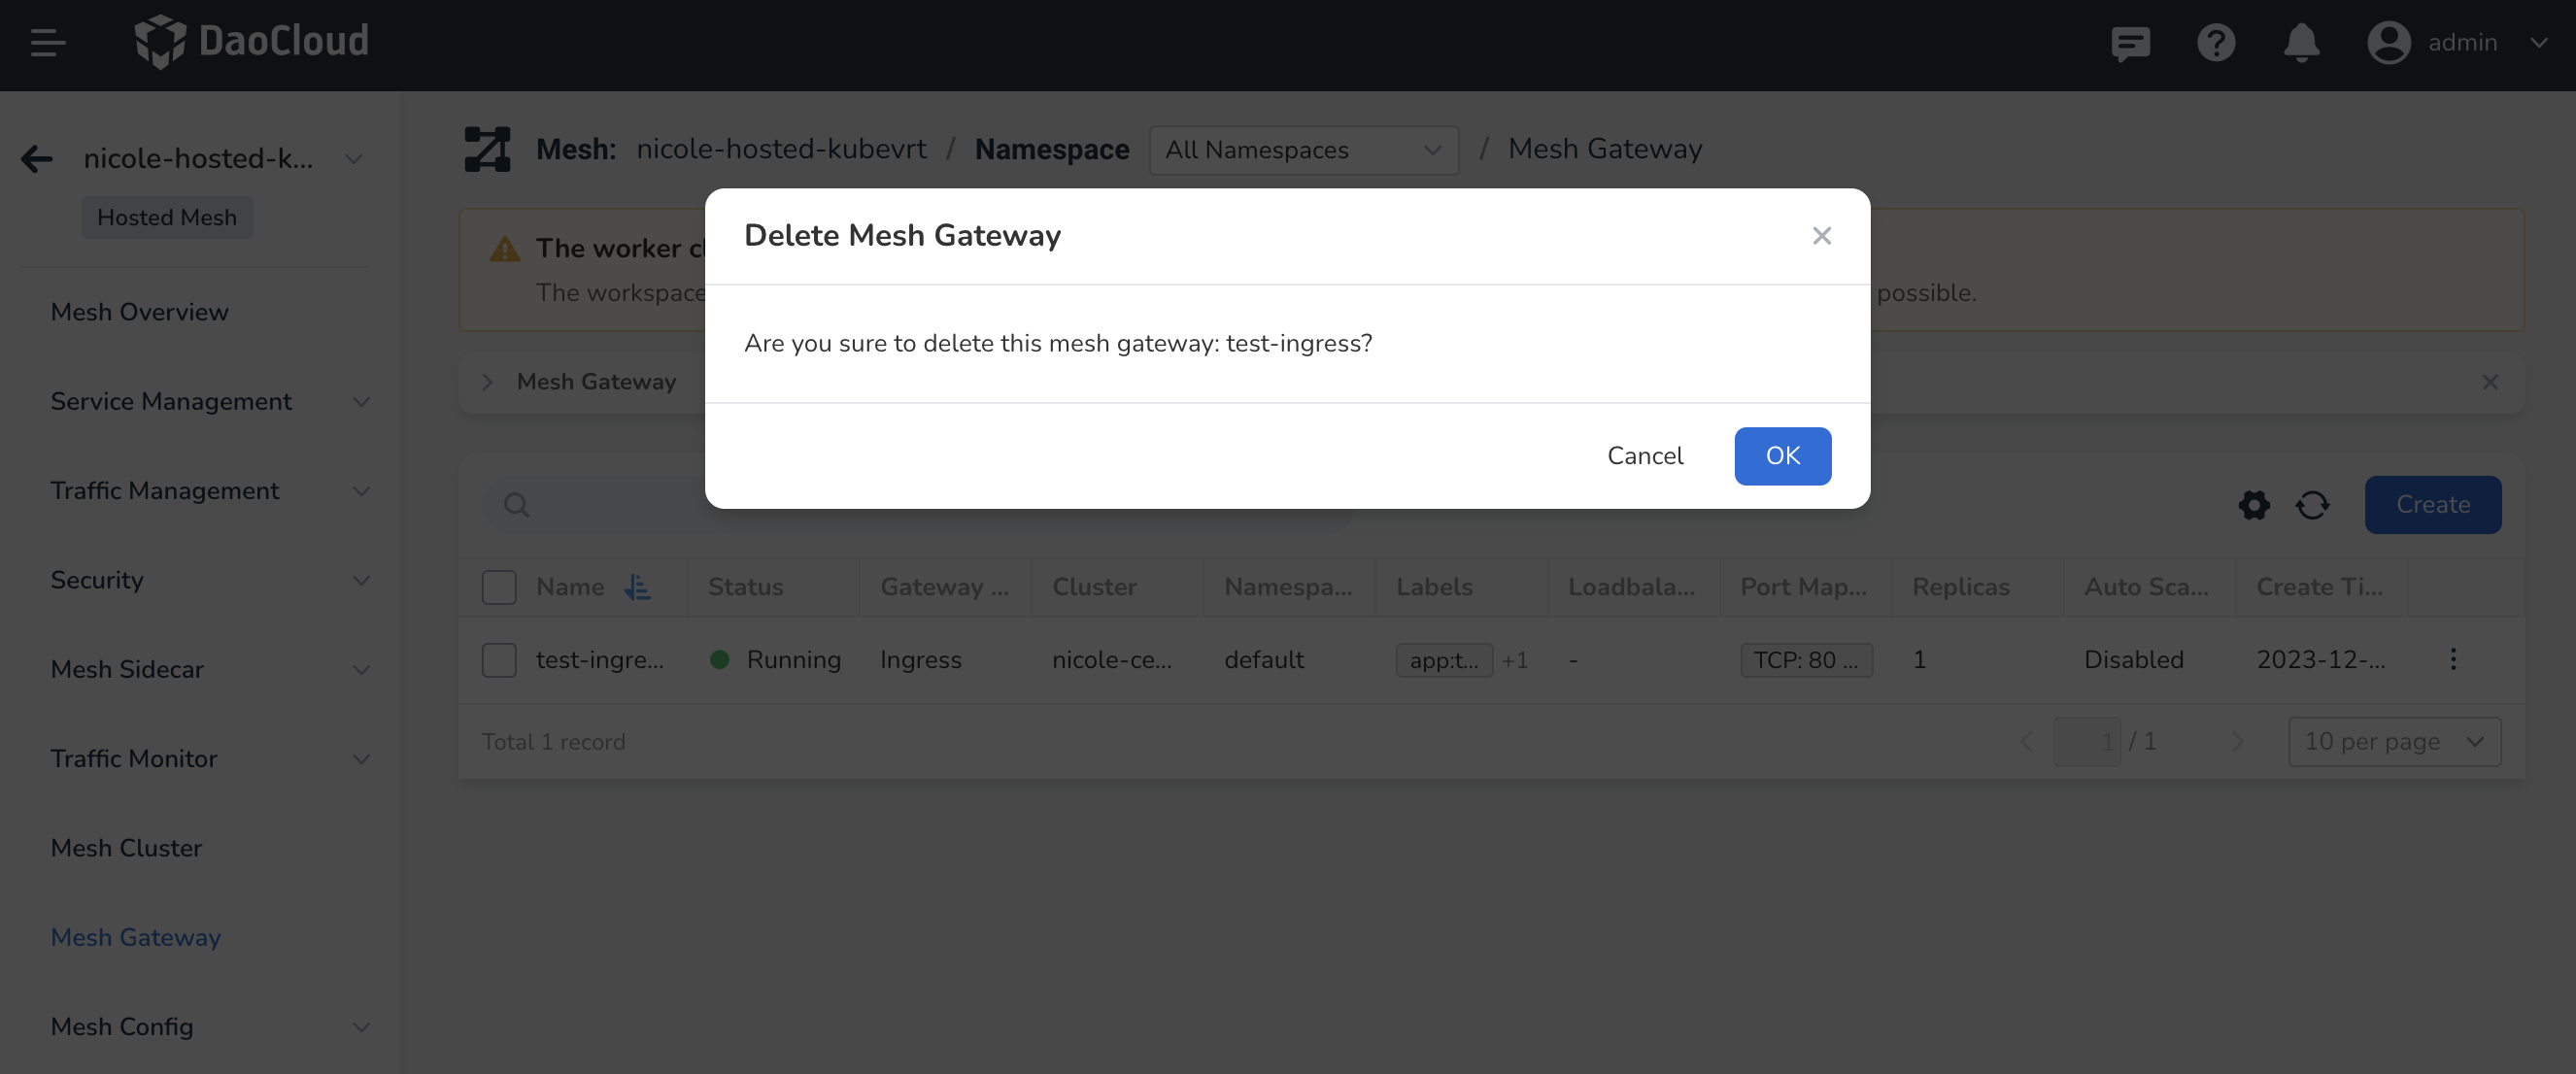 DaoCloud
admin
nicole-hosted-k...
Hosted Mesh
Mesh Overview
Service Management
Traffic Management
Security
Mesh Sidecar
Traffic Monitor
Mesh Cluster
Mesh Gateway
Mesh Config
Mesh: nicole-hosted-kubevrt / Namespace All Namespaces / Mesh Gateway
The worker
The workspace possible.
Mesh Gateway
Delete Mesh Gateway
Are you sure to delete this mesh gateway: test-ingress?
Cancel OK
Create
Name Status Gateway ... Cluster Namespa... Labels Loadbala... Port Map... Replicas Auto Sca... Create Ti...
test-ingre... Running Ingress nicole-ce... default app:t... +1 - TCP: 80 ... 1 Disabled 2023-12-...
Total 1 record 1 / 1 10 per page